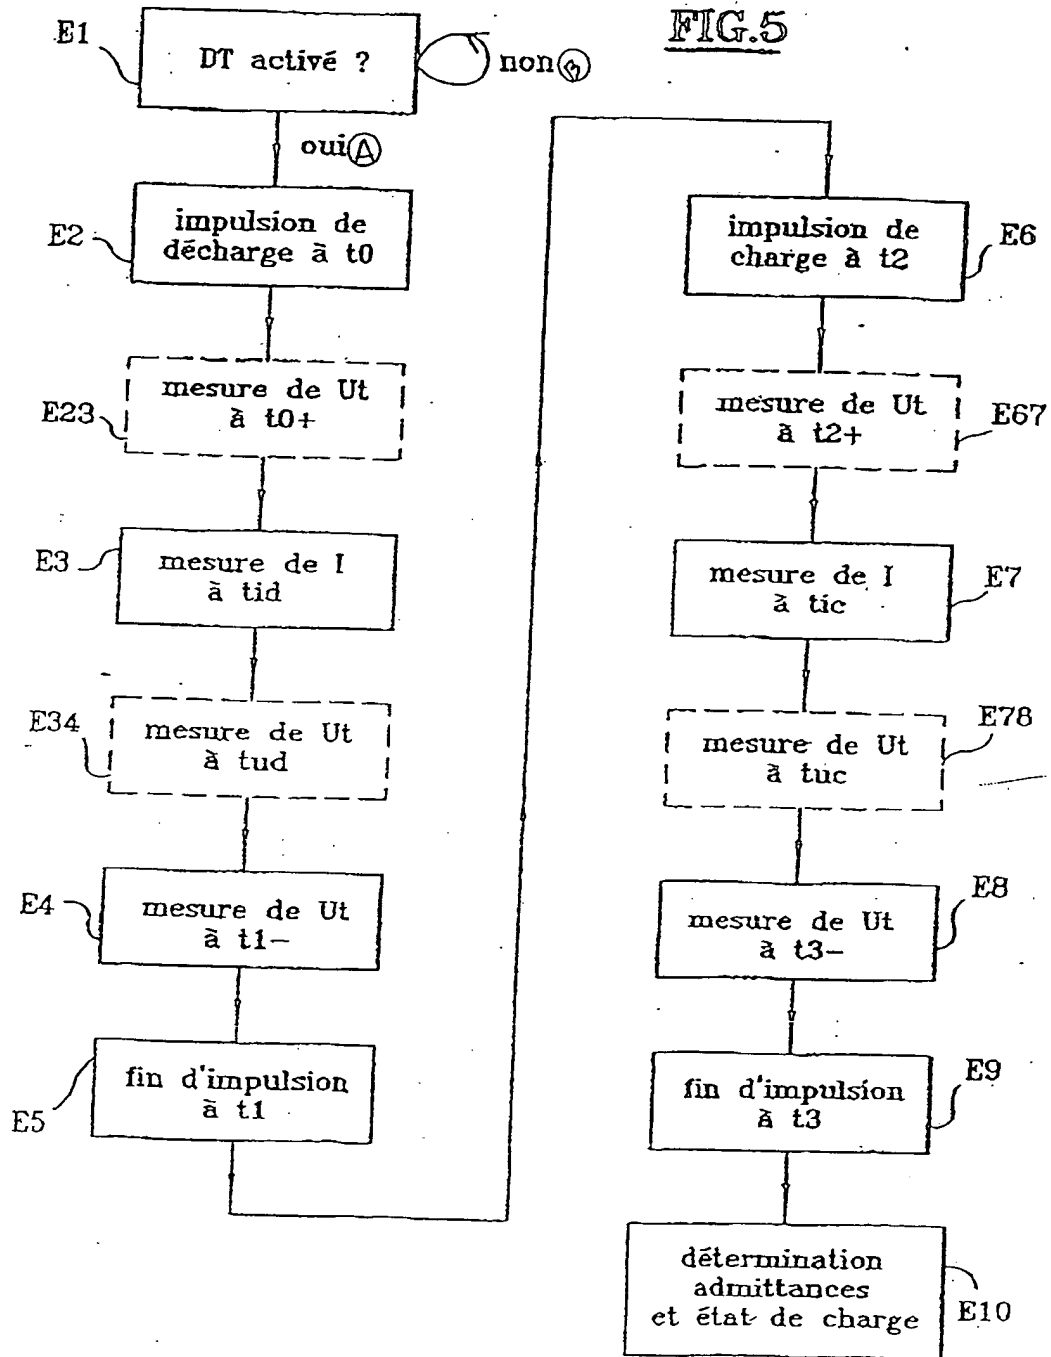 FIG.5
E1
DT activé ?
non Ⓑ
oui Ⓐ
E2
impulsion de
décharge à t0
E23
mesure de Ut
à t0+
E3
mesure de I
à tid
E34
mesure de Ut
à tud
E4
mesure de Ut
à t1-
E5
fin d'impulsion
à t1
impulsion de
charge à t2
E6
mesure de Ut
à t2+
E67
mesure de I
à tic
E7
mesure de Ut
à tuc
E78
mesure de Ut
à t3-
E8
fin d'impulsion
à t3
E9
détermination
admittances
et état de charge
E10